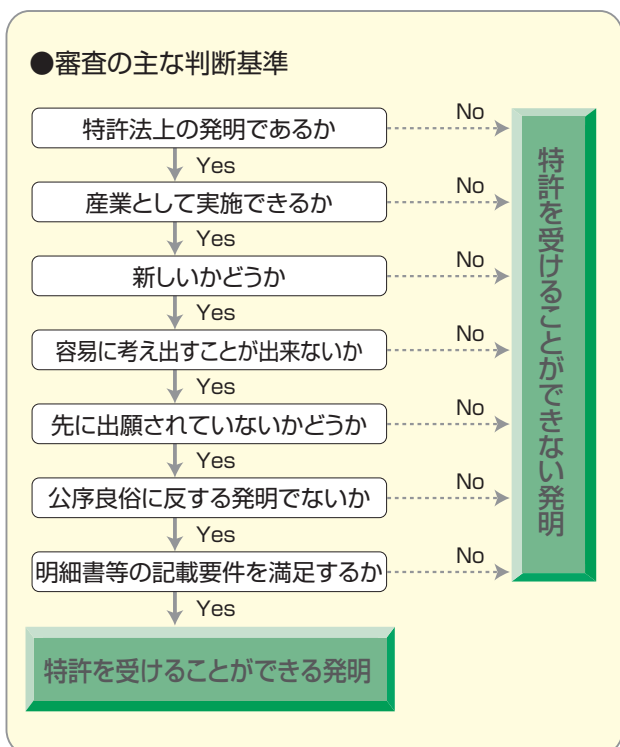 ●審査の主な判断基準
特許法上の発明であるか
No
Yes
産業として実施できるか
No
Yes
新しいかどうか
No
Yes
容易に考え出すことが出来ないか
No
Yes
先に出願されていないかどうか
No
Yes
公序良俗に反する発明でないか
No
Yes
明細書等の記載要件を満足するか
No
Yes
特許を受けることができる発明
特許を受けることができない発明